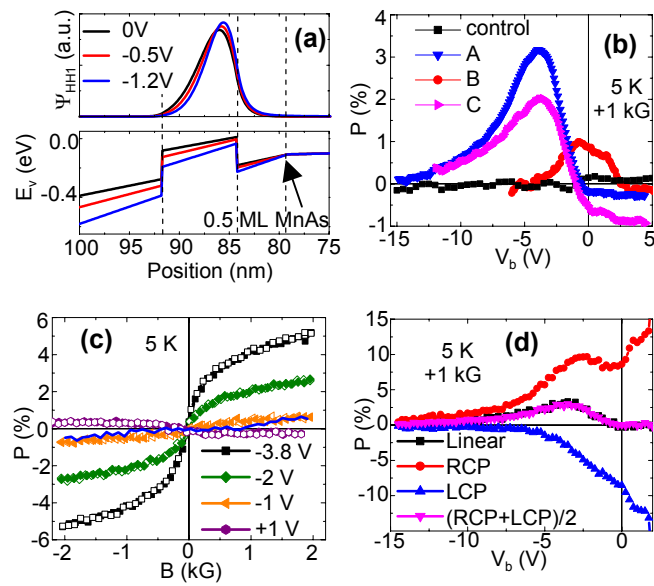 (a)
0V
-0.5V
-1.2V
Ψ_HH1 (a.u.)
E_v (eV)
0.0
-0.4
0.5 ML MnAs
100 95 90 85 80 75
Position (nm)
(b)
control
A
B
C
5 K
+1 kG
P (%)
4
3
2
1
0
-1
-15 -10 -5 0 5
V_b (V)
(c)
5 K
P (%)
6
4
2
0
-2
-4
-6
-3.8 V
-2 V
-1 V
+1 V
-2 -1 0 1 2
B (kG)
(d)
5 K
+1 kG
P (%)
15
10
5
0
-5
-10
Linear
RCP
LCP
(RCP+LCP)/2
-15 -10 -5 0
V_b (V)